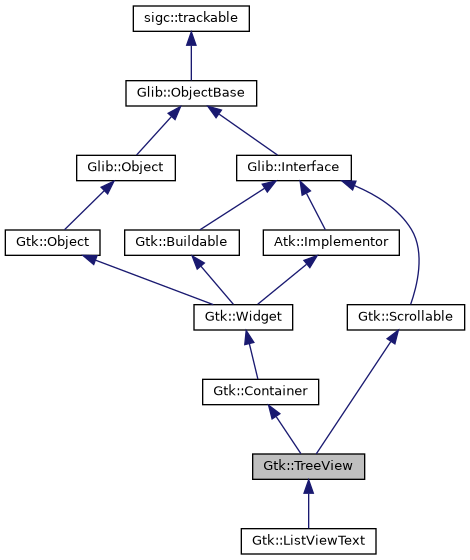 sigc::trackable
Glib::ObjectBase
Glib::Object
Glib::Interface
Gtk::Object
Gtk::Buildable
Atk::Implementor
Gtk::Widget
Gtk::Scrollable
Gtk::Container
Gtk::TreeView
Gtk::ListViewText